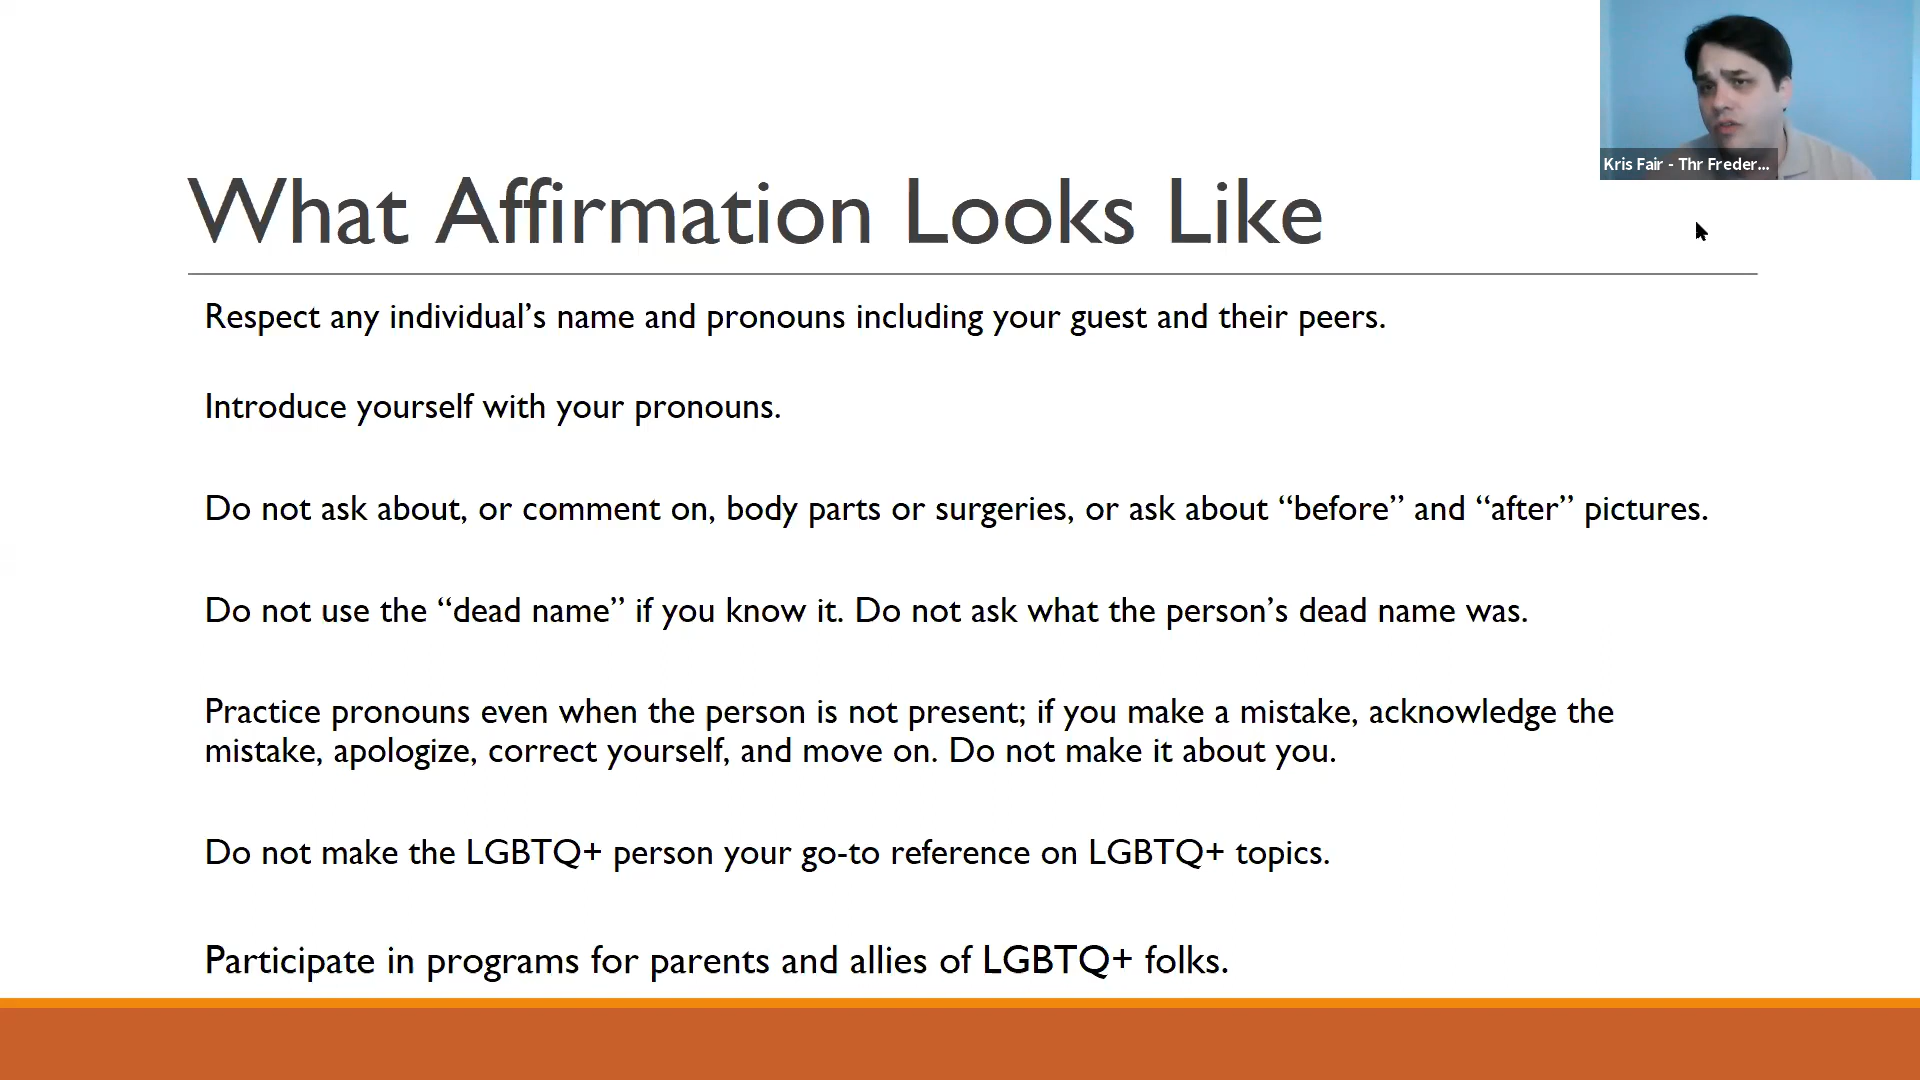 Kris Fair - Thr Freder...
What Affirmation Looks Like
Respect any individual’s name and pronouns including your guest and their peers.
Introduce yourself with your pronouns.
Do not ask about, or comment on, body parts or surgeries, or ask about “before” and “after” pictures.
Do not use the “dead name” if you know it. Do not ask what the person’s dead name was.
Practice pronouns even when the person is not present; if you make a mistake, acknowledge the
mistake, apologize, correct yourself, and move on. Do not make it about you.
Do not make the LGBTQ+ person your go-to reference on LGBTQ+ topics.
Participate in programs for parents and allies of LGBTQ+ folks.